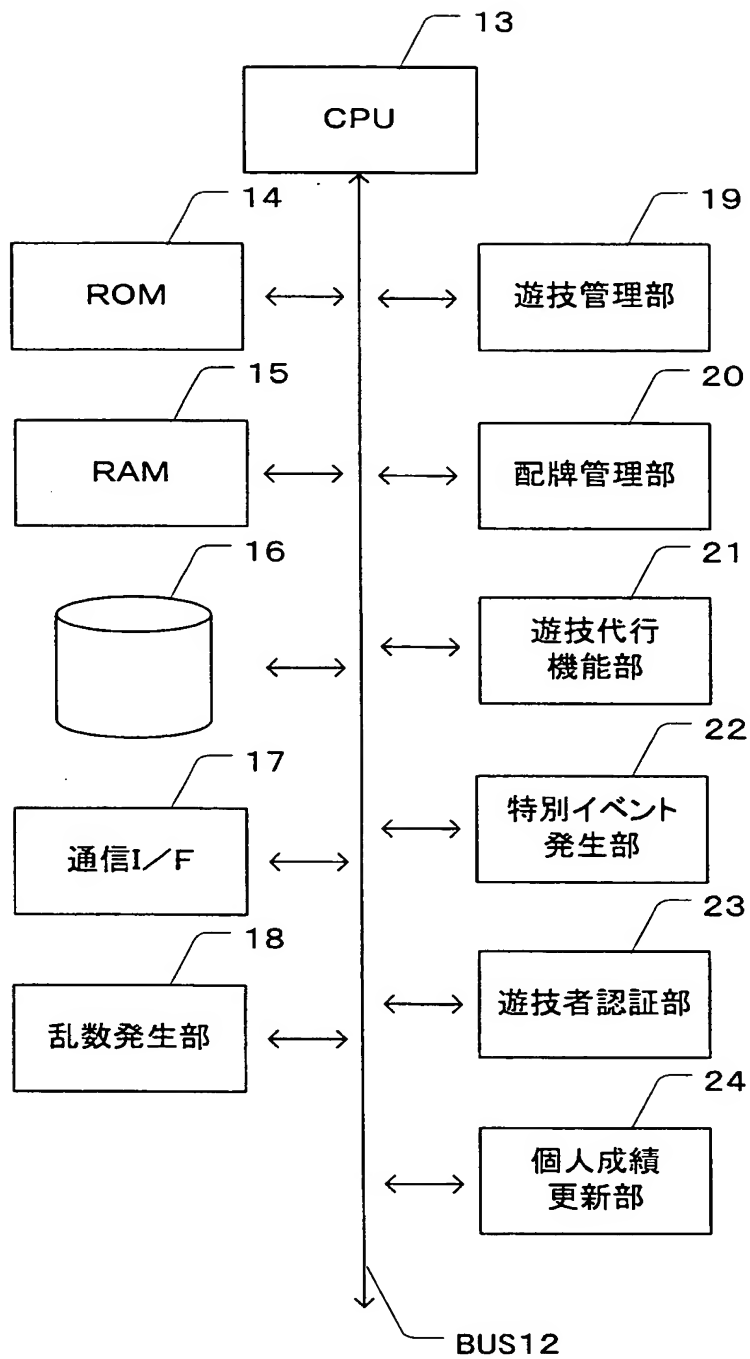 13
CPU
14
ROM
19
遊技管理部
15
RAM
20
配牌管理部
16
21
遊技代行
機能部
17
通信I／F
22
特別イベント
発生部
18
乱数発生部
23
遊技者認証部
24
個人成績
更新部
BUS12